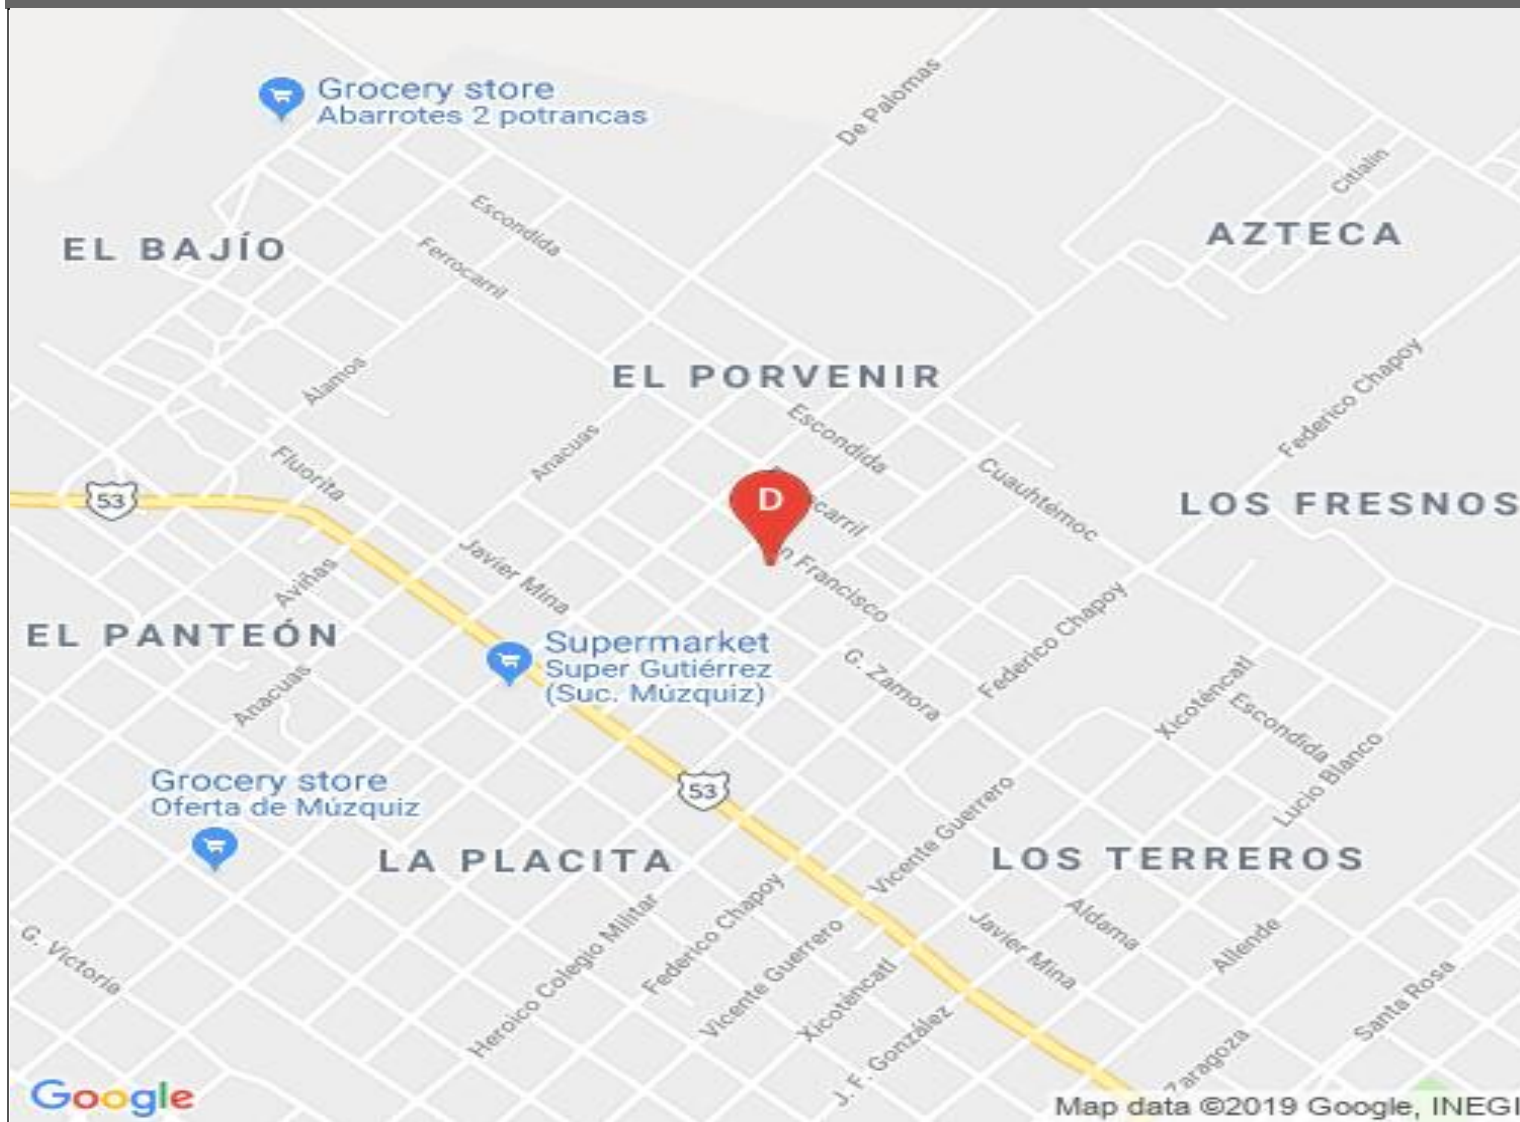 De Palomas
Grocery store
Abarrotes 2 potrancas
Citlalin
Escondida
AZTECA
EL BAJÍO
Ferrocarril
EL PORVENIR
Álamos
Federico Chapoy
Escondida
Anacuas
Fluorita
Cuauhtémoc
53
D
LOS FRESNOS
Javier Mina
Francisco
Aviñas
EL PANTEÓN
Supermarket
Super Gutiérrez
(Suc. Múzquiz)
G. Zamora
Federico Chapoy
Anacuas
Xicoténcatl
Escondida
Lucio Blanco
Grocery store
Oferta de Múzquiz
53
Vicente Guerrero
LA PLACITA
LOS TERREROS
Heroico Colegio Militar
Federico Chapoy
Vicente Guerrero
Javier Mina
Aldama
Allende
G. Victoria
Xicoténcatl
J. F. González
Santa Rosa
Zaragoza
Google
Map data ©2019 Google, INEGI